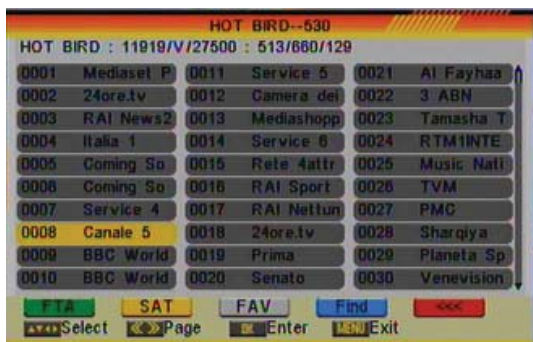 HOT BIRD--530
HOT BIRD : 11919/V/27500 : 513/660/129
0001 Mediaset P 0011 Service 5 0021 Al Fayhaa
0002 24ore.tv 0012 Camera dei 0022 3 ABN
0003 RAI News2 0013 Mediashopp 0023 Tamasha T
0004 Italia 1 0014 Service 6 0024 RTM1INTE
0005 Coming So 0015 Rete 4attr 0025 Music Nati
0006 Coming So 0016 RAI Sport 0026 TVM
0007 Service 4 0017 RAI Nettun 0027 PMC
0008 Canale 5 0018 24ore.tv 0028 Sharqiya
0009 BBC World 0019 Prima 0029 Planeta Sp
0010 BBC World 0020 Senato 0030 Venevision
FTA SAT FAV Find <<<
Select Page OK Enter MENU Exit